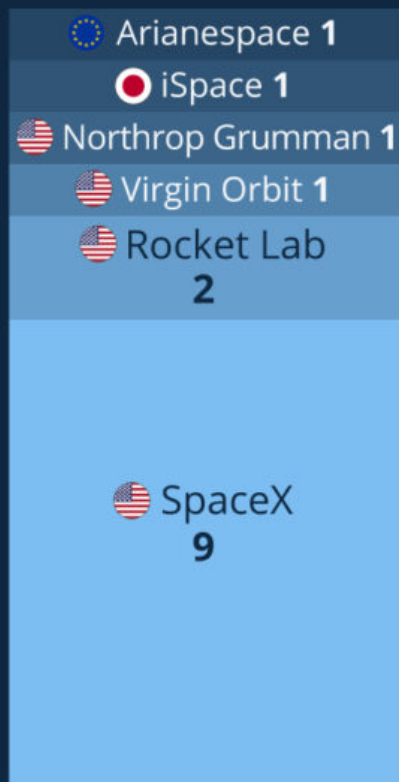 Arianespace 1
iSpace 1
Northrop Grumman 1
Virgin Orbit 1
Rocket Lab
2
SpaceX
9